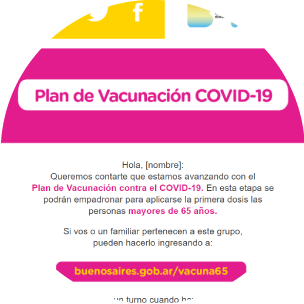 Plan de Vacunación COVID-19
Hola, [nombre]:
Queremos contarte que estamos avanzando con el
Plan de Vacunación contra el COVID-19. En esta etapa se
podrán empadronar para aplicarse la primera dosis las
personas mayores de 65 años.
Si vos o un familiar pertenecen a este grupo,
pueden hacerlo ingresando a:
buenosaires.gob.ar/vacuna65
un turno cuando